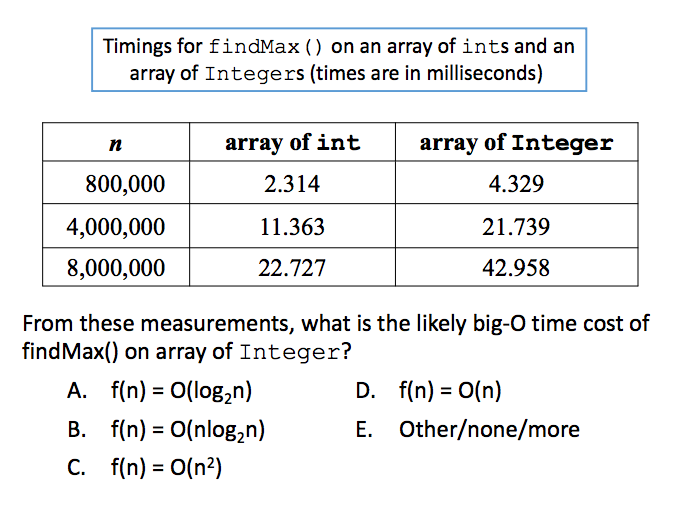 Timings for findMax() on an array of ints and an
array of Integers (times are in milliseconds)
n array of int array of Integer
800,000 2.314 4.329
4,000,000 11.363 21.739
8,000,000 22.727 42.958
From these measurements, what is the likely big-O time cost of
findMax() on array of Integer?
A. f(n) = O(log₂n)
B. f(n) = O(nlog₂n)
C. f(n) = O(n²)
D. f(n) = O(n)
E. Other/none/more